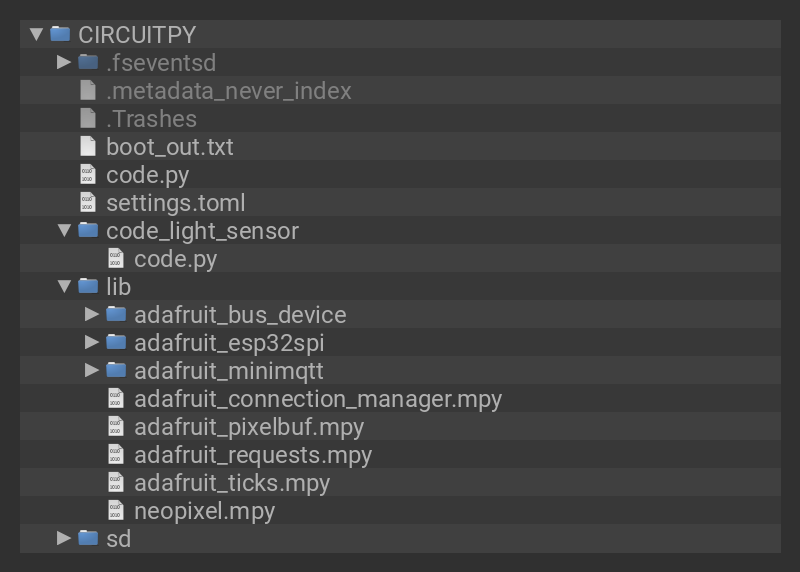 CIRCUITPY
.fseventsd
.metadata_never_index
.Trashes
boot_out.txt
code.py
settings.toml
code_light_sensor
code.py
lib
adafruit_bus_device
adafruit_esp32spi
adafruit_minimqtt
adafruit_connection_manager.mpy
adafruit_pixelbuf.mpy
adafruit_requests.mpy
adafruit_ticks.mpy
neopixel.mpy
sd